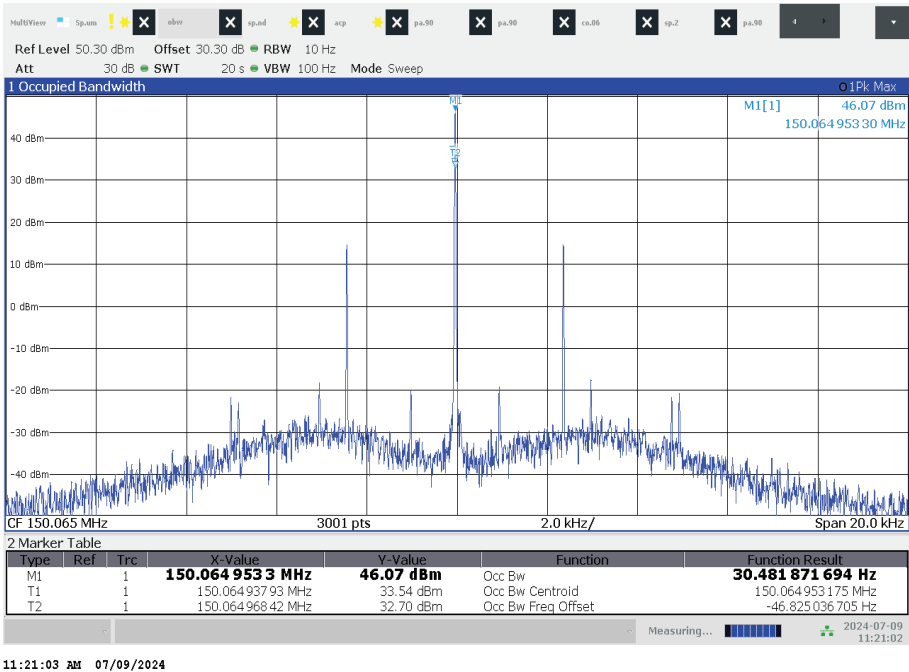 MultiView Sp.um obw sp.nd acp pa.90 pa.90 co.06 sp.2 pa.90
Ref Level 50.30 dBm Offset 30.30 dB RBW 10 Hz
Att 30 dB SWT 20 s VBW 100 Hz Mode Sweep
1 Occupied Bandwidth 1Pk Max
M1[1] 46.07 dBm
150.064 953 30 MHz
M1
40 dBm
T2
30 dBm
20 dBm
10 dBm
0 dBm
-10 dBm
-20 dBm
-30 dBm
-40 dBm
CF 150.065 MHz 3001 pts 2.0 kHz/ Span 20.0 kHz
2 Marker Table
Type Ref Trc X-Value Y-Value Function Function Result
M1 1 150.064 953 3 MHz 46.07 dBm Occ Bw 30.481 871 694 Hz
T1 1 150.064 937 93 MHz 33.54 dBm Occ Bw Centroid 150.064 953 175 MHz
T2 1 150.064 968 42 MHz 32.70 dBm Occ Bw Freq Offset -46.825 036 705 Hz
Measuring... 2024-07-09
11:21:02
11:21:03 AM 07/09/2024